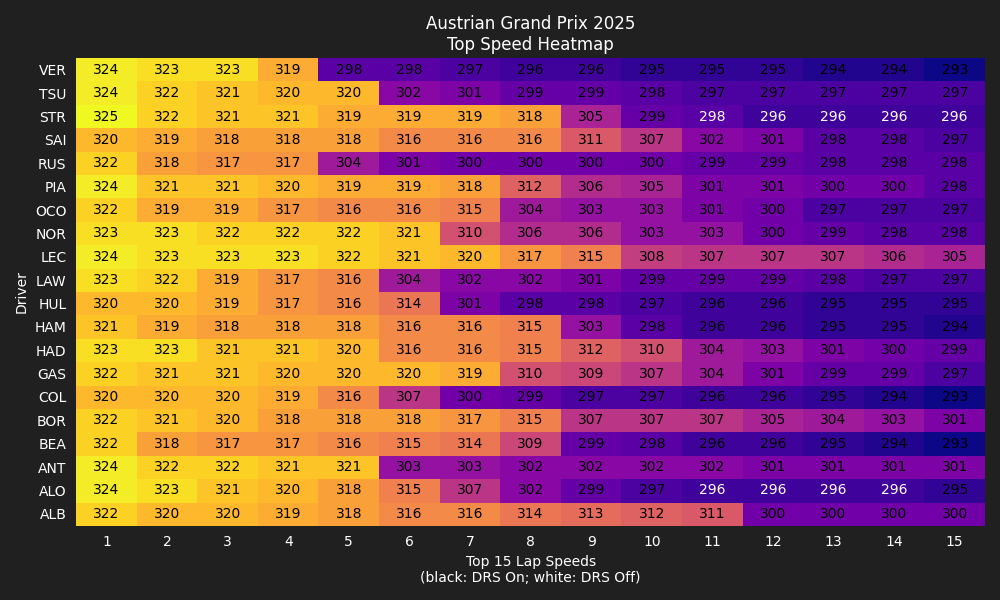 Austrian Grand Prix 2025
Top Speed Heatmap
VER 324 323 323 319 298 298 297 296 296 295 295 295 294 294 293
TSU 324 322 321 320 320 302 301 299 299 298 297 297 297 297 297
STR 325 322 321 321 319 319 319 318 305 299 298 296 296 296 296
SAI 320 319 318 318 318 316 316 316 311 307 302 301 298 298 297
RUS 322 318 317 317 304 301 300 300 300 300 299 299 298 298 298
PIA 324 321 321 320 319 319 318 312 306 305 301 301 300 300 298
OCO 322 319 319 317 316 316 315 304 303 303 301 300 297 297 297
NOR 323 323 322 322 322 321 310 306 306 303 303 300 299 298 298
LEC 324 323 323 323 322 321 320 317 315 308 307 307 307 306 305
LAW 323 322 319 317 316 304 302 302 301 299 299 299 298 297 297
HUL 320 320 319 317 316 314 301 298 298 297 296 296 295 295 295
HAM 321 319 318 318 318 316 316 315 303 298 296 296 295 295 294
HAD 323 323 321 321 320 316 316 315 312 310 304 303 301 300 299
GAS 322 321 321 320 320 320 319 310 309 307 304 301 299 299 297
COL 320 320 320 319 316 307 300 299 297 297 296 296 295 294 293
BOR 322 321 320 318 318 318 317 315 307 307 307 305 304 303 301
BEA 322 318 317 317 316 315 314 309 299 298 296 296 295 294 293
ANT 324 322 322 321 321 303 303 302 302 302 302 301 301 301 301
ALO 324 323 321 320 318 315 307 302 299 297 296 296 296 296 295
ALB 322 320 320 319 318 316 316 314 313 312 311 300 300 300 300
Driver
1 2 3 4 5 6 7 8 9 10 11 12 13 14 15
Top 15 Lap Speeds
(black: DRS On; white: DRS Off)